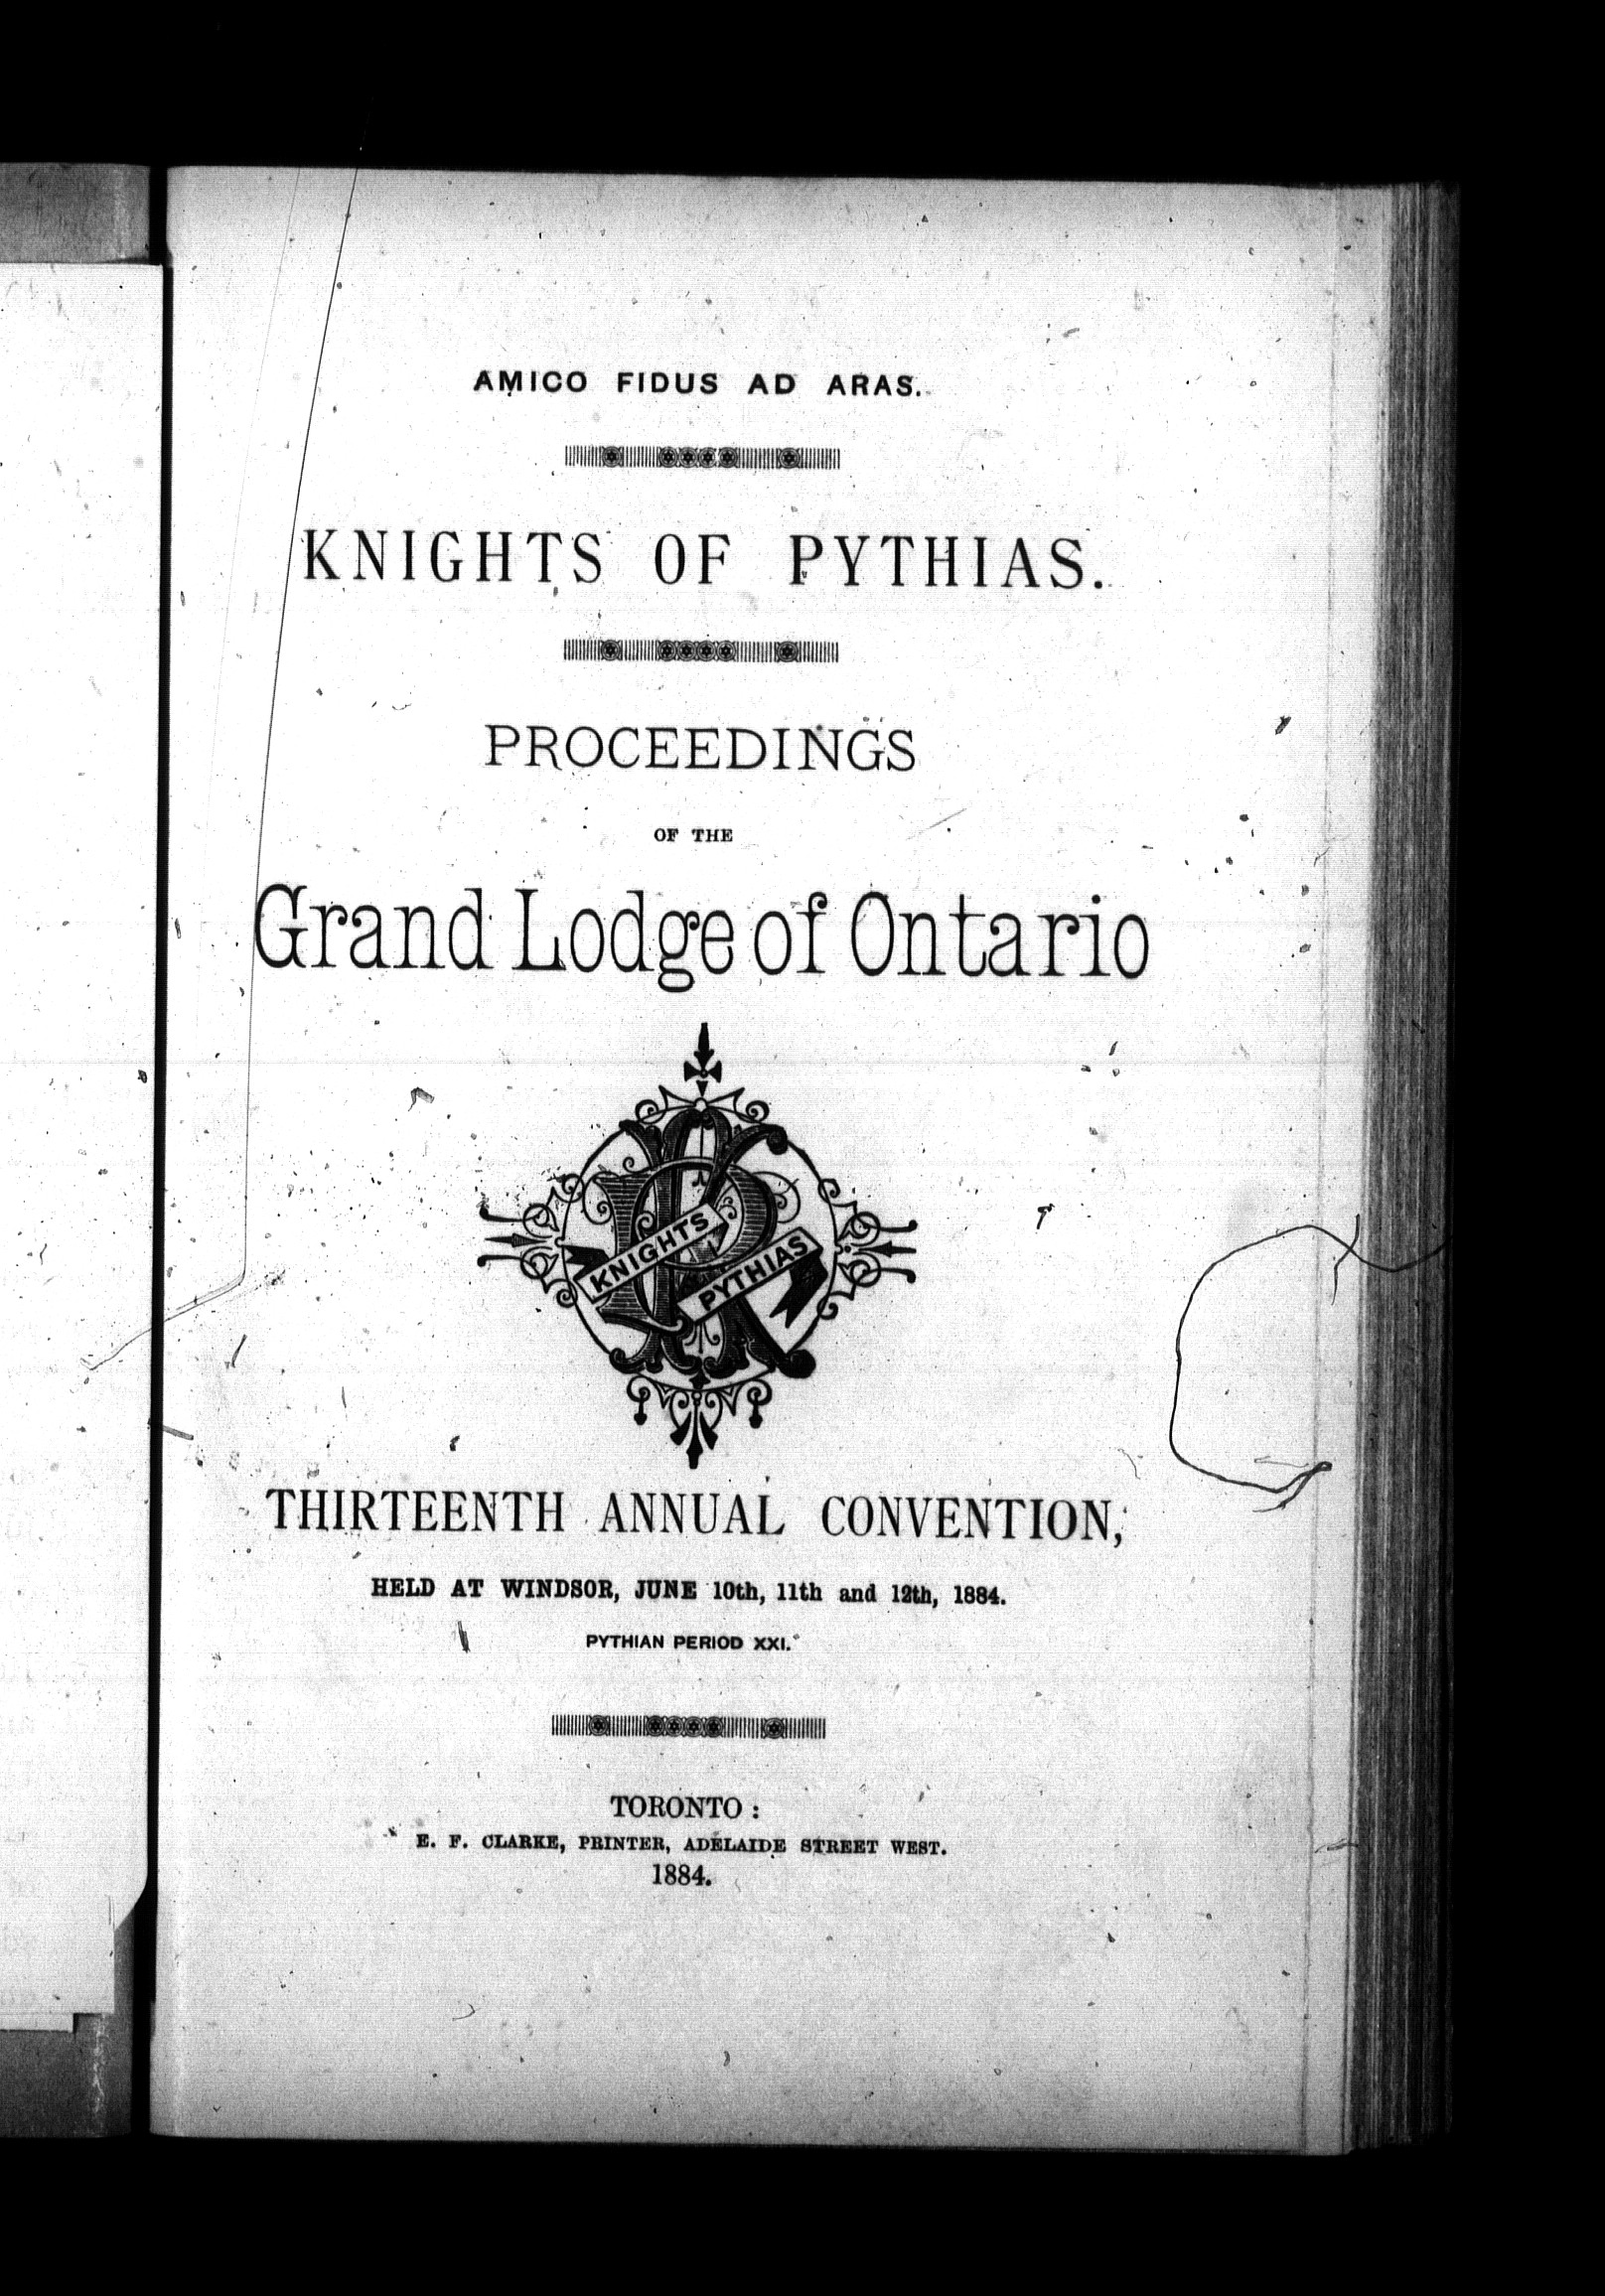 AMICO FIDUS AD ARAS.
KNIGHTS OF PYTHIAS.
PROCEEDINGS
OF THE
Grand Lodge of Ontario
KNIGHTS
PYTHIAS
THIRTEENTH ANNUAL CONVENTION,
HELD AT WINDSOR, JUNE 10th, 11th and 12th, 1884.
PYTHIAN PERIOD XXI.
TORONTO:
E. F. CLARKE, PRINTER, ADELAIDE STREET WEST.
1884.